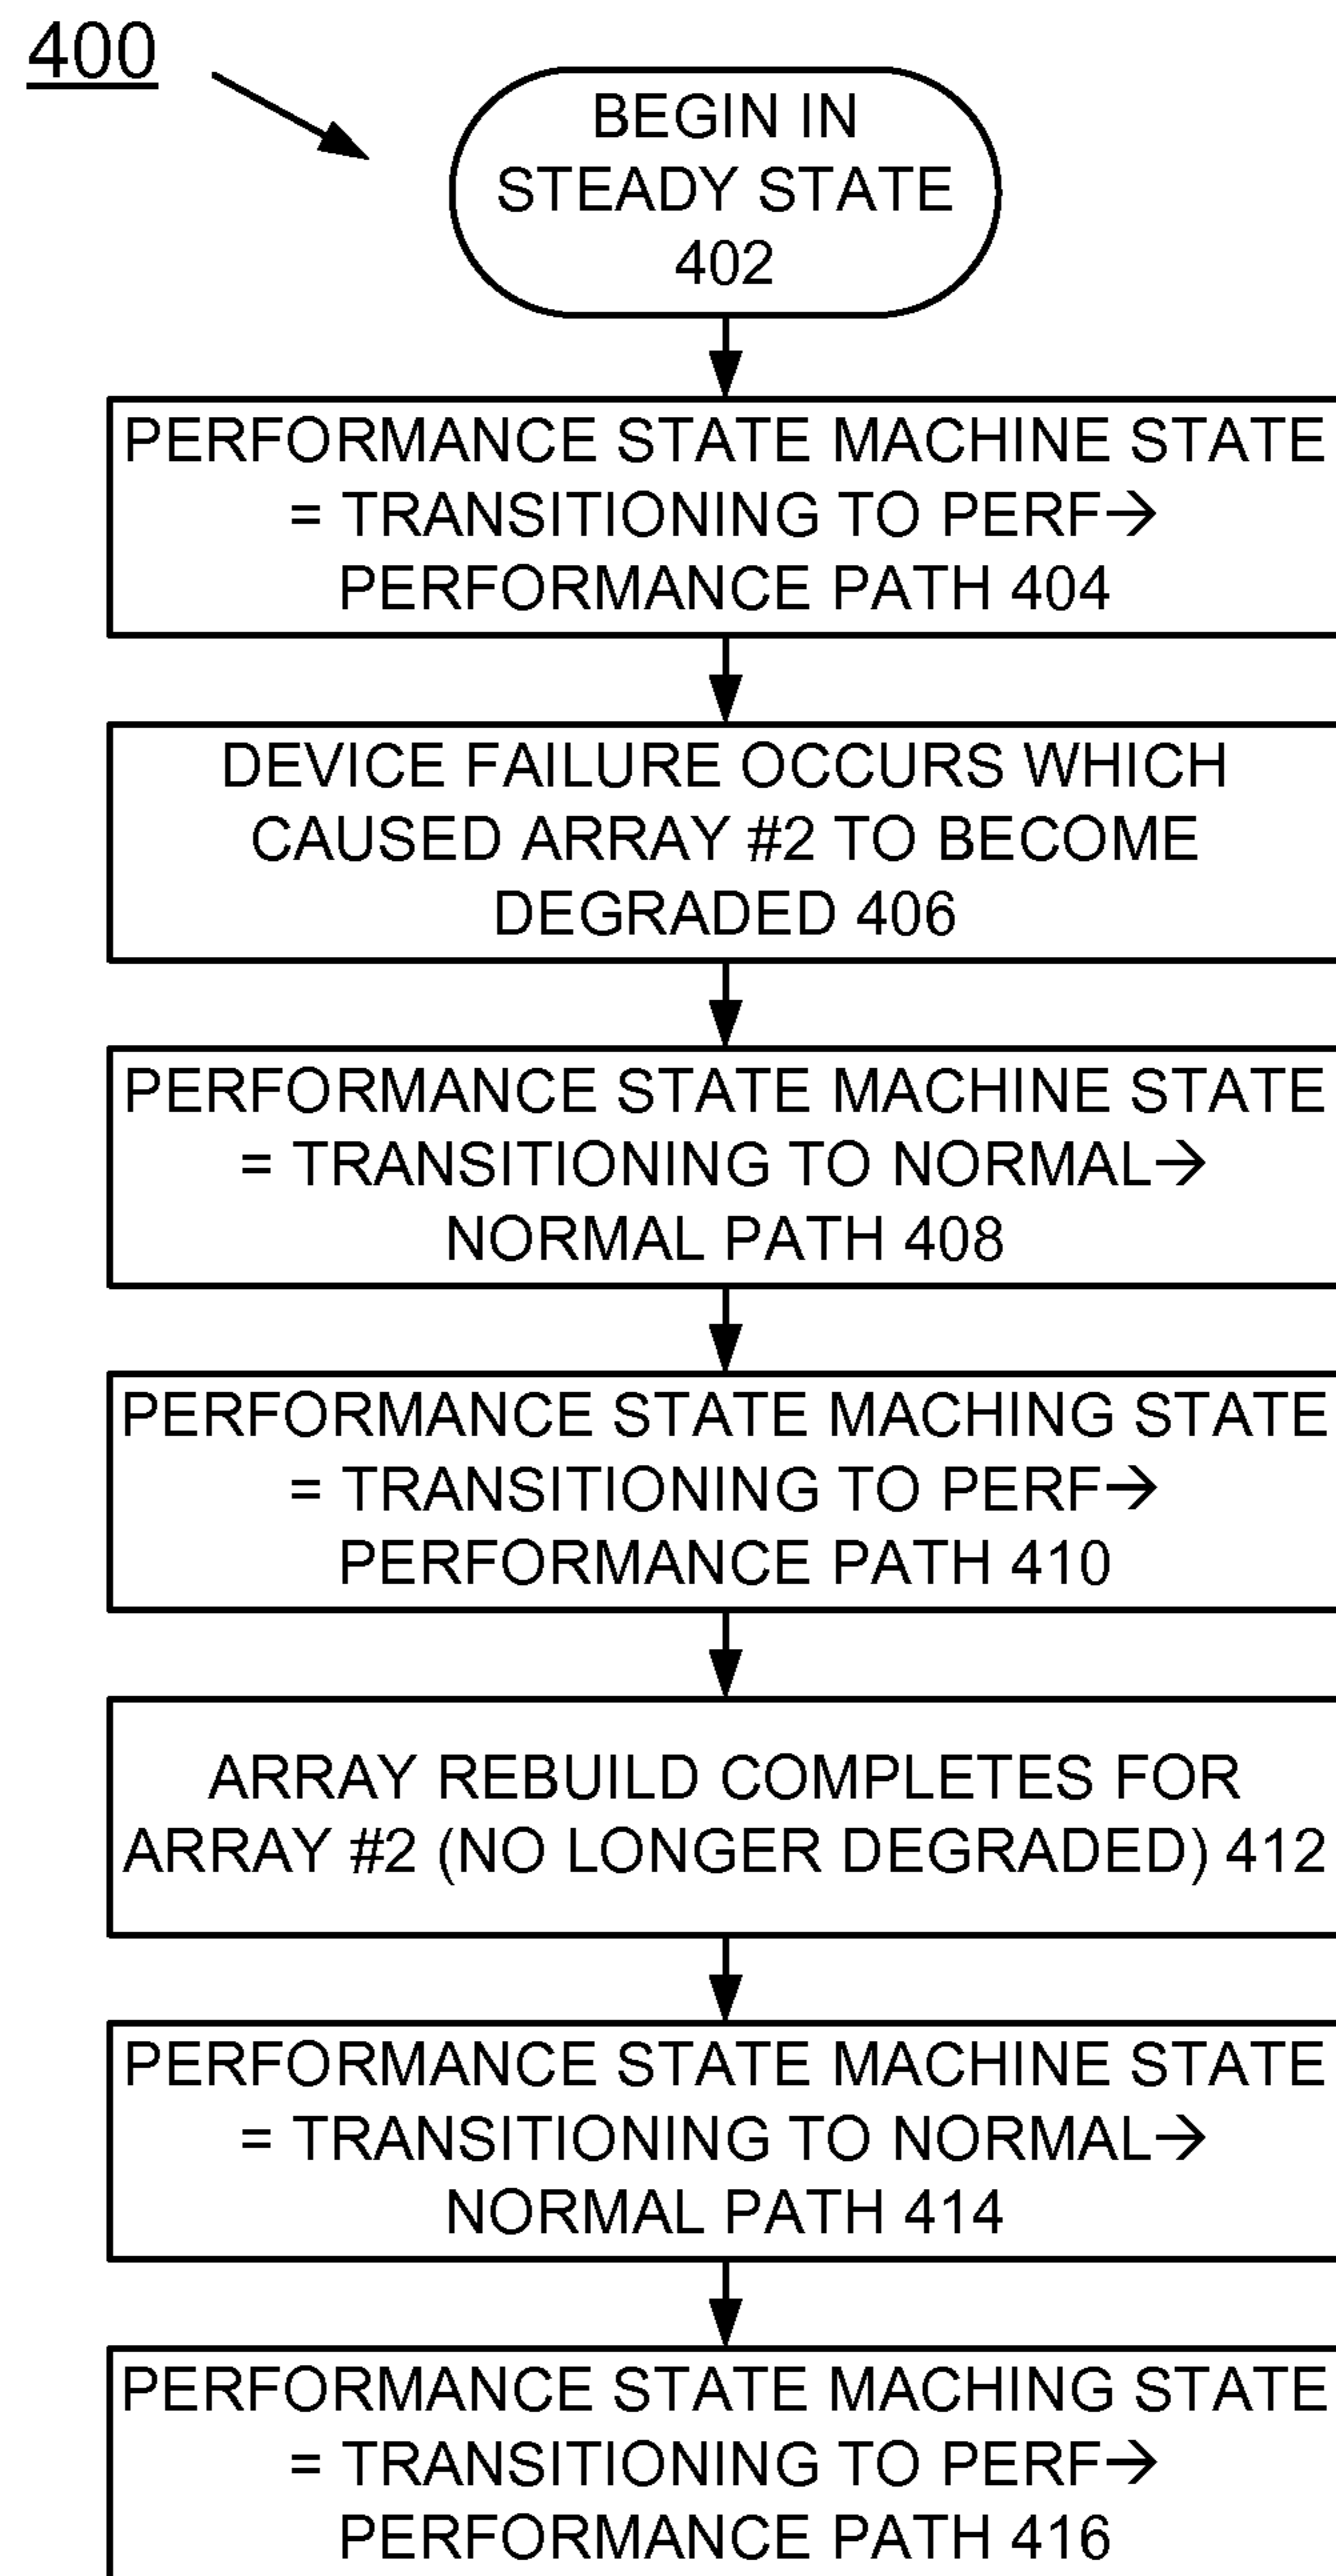 400
BEGIN IN
STEADY STATE
402
PERFORMANCE STATE MACHINE STATE
= TRANSITIONING TO PERF→
PERFORMANCE PATH 404
DEVICE FAILURE OCCURS WHICH
CAUSED ARRAY #2 TO BECOME
DEGRADED 406
PERFORMANCE STATE MACHINE STATE
= TRANSITIONING TO NORMAL→
NORMAL PATH 408
PERFORMANCE STATE MACHING STATE
= TRANSITIONING TO PERF→
PERFORMANCE PATH 410
ARRAY REBUILD COMPLETES FOR
ARRAY #2 (NO LONGER DEGRADED) 412
PERFORMANCE STATE MACHINE STATE
= TRANSITIONING TO NORMAL→
NORMAL PATH 414
PERFORMANCE STATE MACHING STATE
= TRANSITIONING TO PERF→
PERFORMANCE PATH 416